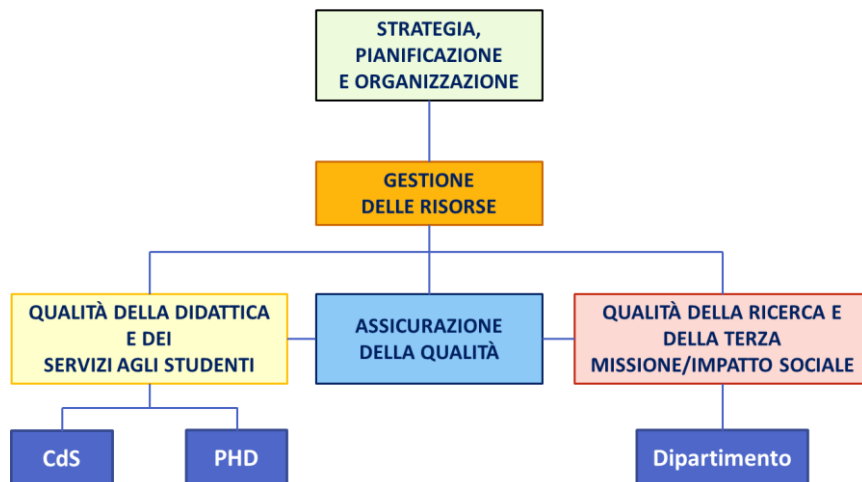 STRATEGIA,
PIANIFICAZIONE
E ORGANIZZAZIONE
GESTIONE
DELLE RISORSE
QUALITÀ DELLA DIDATTICA
E DEI
SERVIZI AGLI STUDENTI
ASSICURAZIONE
DELLA QUALITÀ
QUALITÀ DELLA RICERCA E
DELLA TERZA
MISSIONE/IMPATTO SOCIALE
CdS
PHD
Dipartimento